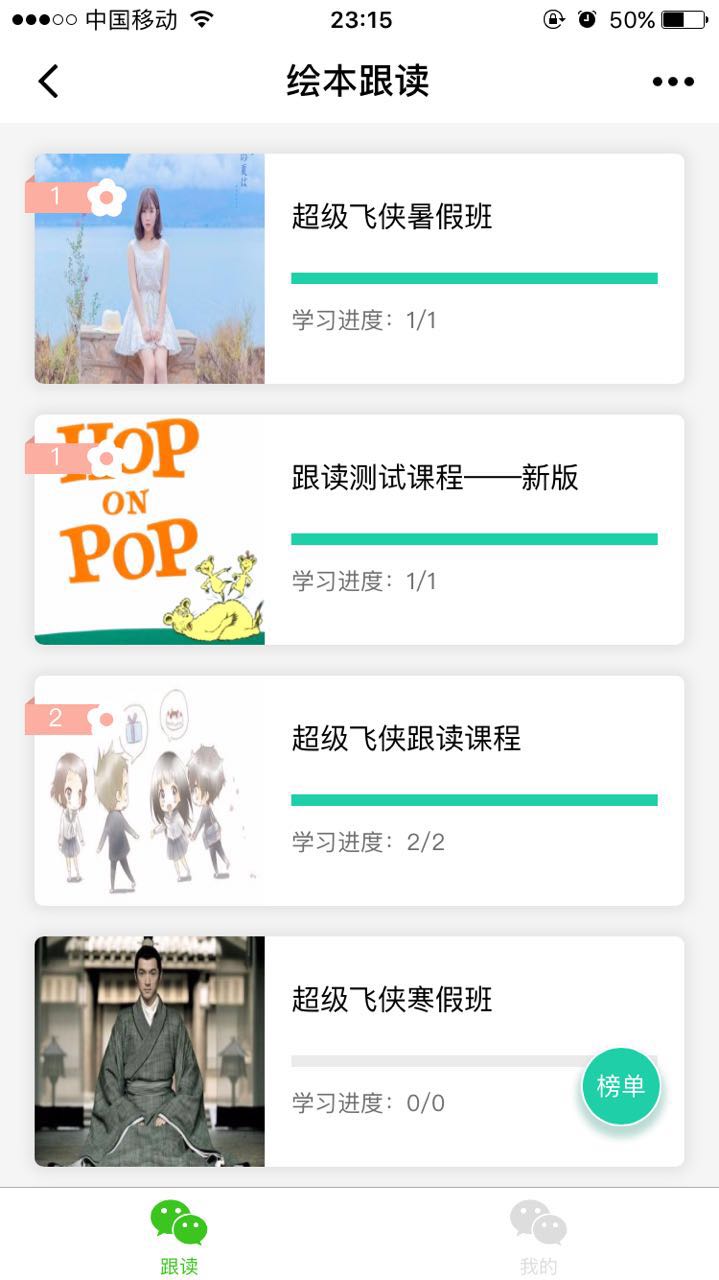 中国移动
23:15
50%
绘本跟读
1
超级飞侠暑假班
学习进度：1/1
1
HOP
ON
POP
跟读测试课程——新版
学习进度：1/1
2
超级飞侠跟读课程
学习进度：2/2
超级飞侠寒假班
学习进度：0/0
榜单
跟读
我的